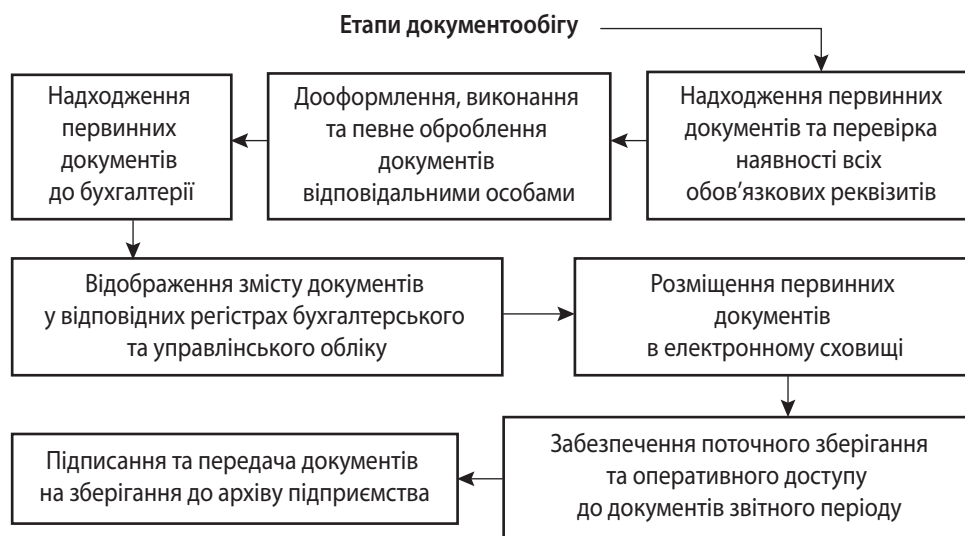 Етапи документообігу
Надходження первинних
документів та перевірка
наявності всіх
обов’язкових реквізитів
Дооформлення, виконання
та певне оброблення
документів
відповідальними особами
Надходження
первинних
документів
до бухгалтерії
Відображення змісту документів
у відповідних регістрах бухгалтерського
та управлінського обліку
Розміщення первинних
документів
в електронному сховищі
Забезпечення поточного зберігання
та оперативного доступу
до документів звітного періоду
Підписання та передача документів
на зберігання до архіву підприємства